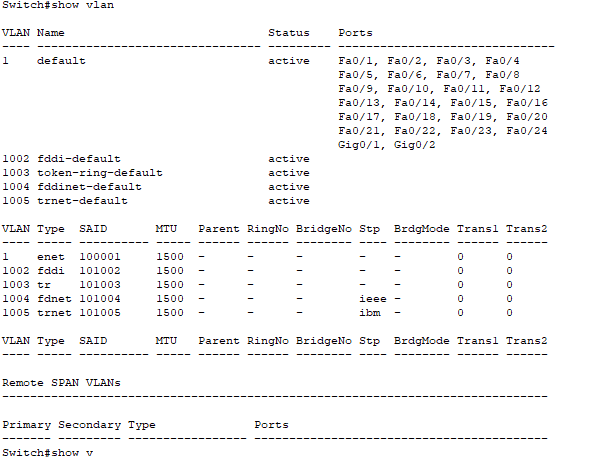 Switch#show vlan
VLAN Name                             Status    Ports
---- -------------------------------- --------- -------------------------------
1    default                          active    Fa0/1, Fa0/2, Fa0/3, Fa0/4
                                                Fa0/5, Fa0/6, Fa0/7, Fa0/8
                                                Fa0/9, Fa0/10, Fa0/11, Fa0/12
                                                Fa0/13, Fa0/14, Fa0/15, Fa0/16
                                                Fa0/17, Fa0/18, Fa0/19, Fa0/20
                                                Fa0/21, Fa0/22, Fa0/23, Fa0/24
                                                Gig0/1, Gig0/2
1002 fddi-default                     active
1003 token-ring-default               active
1004 fddinet-default                  active
1005 trnet-default                    active
VLAN Type  SAID       MTU   Parent RingNo BridgeNo Stp  BrdgMode Trans1 Trans2
---- ----- ---------- ----- ------ ------ -------- ---- -------- ------ ------
1    enet  100001     1500  -      -      -        -    -        0      0
1002 fddi  101002     1500  -      -      -        -    -        0      0
1003 tr    101003     1500  -      -      -        -    -        0      0
1004 fdnet 101004     1500  -      -      -        ieee -        0      0
1005 trnet 101005     1500  -      -      -        ibm  -        0      0
VLAN Type  SAID       MTU   Parent RingNo BridgeNo Stp  BrdgMode Trans1 Trans2
---- ----- ---------- ----- ------ ------ -------- ---- -------- ------ ------
Remote SPAN VLANs
------------------------------------------------------------------------------
Primary Secondary Type              Ports
------- --------- ----------------- ------------------------------------------
Switch#show v